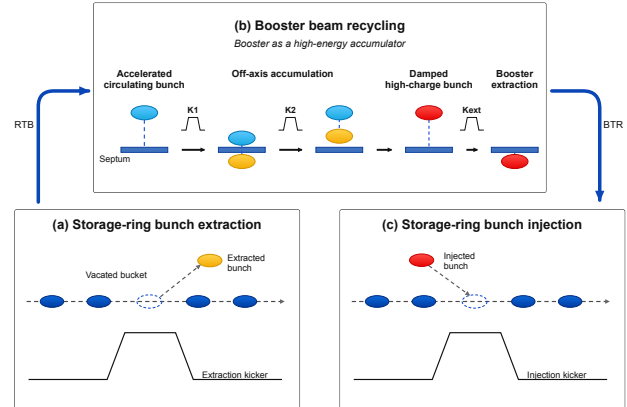 (b) Booster beam recycling
Booster as a high-energy accumulator
Accelerated
circulating bunch
Off-axis accumulation
Damped
high-charge bunch
Booster
extraction
K1
K2
Kext
Septum
RTB
BTR
(a) Storage-ring bunch extraction
Extracted
bunch
Vacated bucket
Extraction kicker
(c) Storage-ring bunch injection
Injected
bunch
Injection kicker